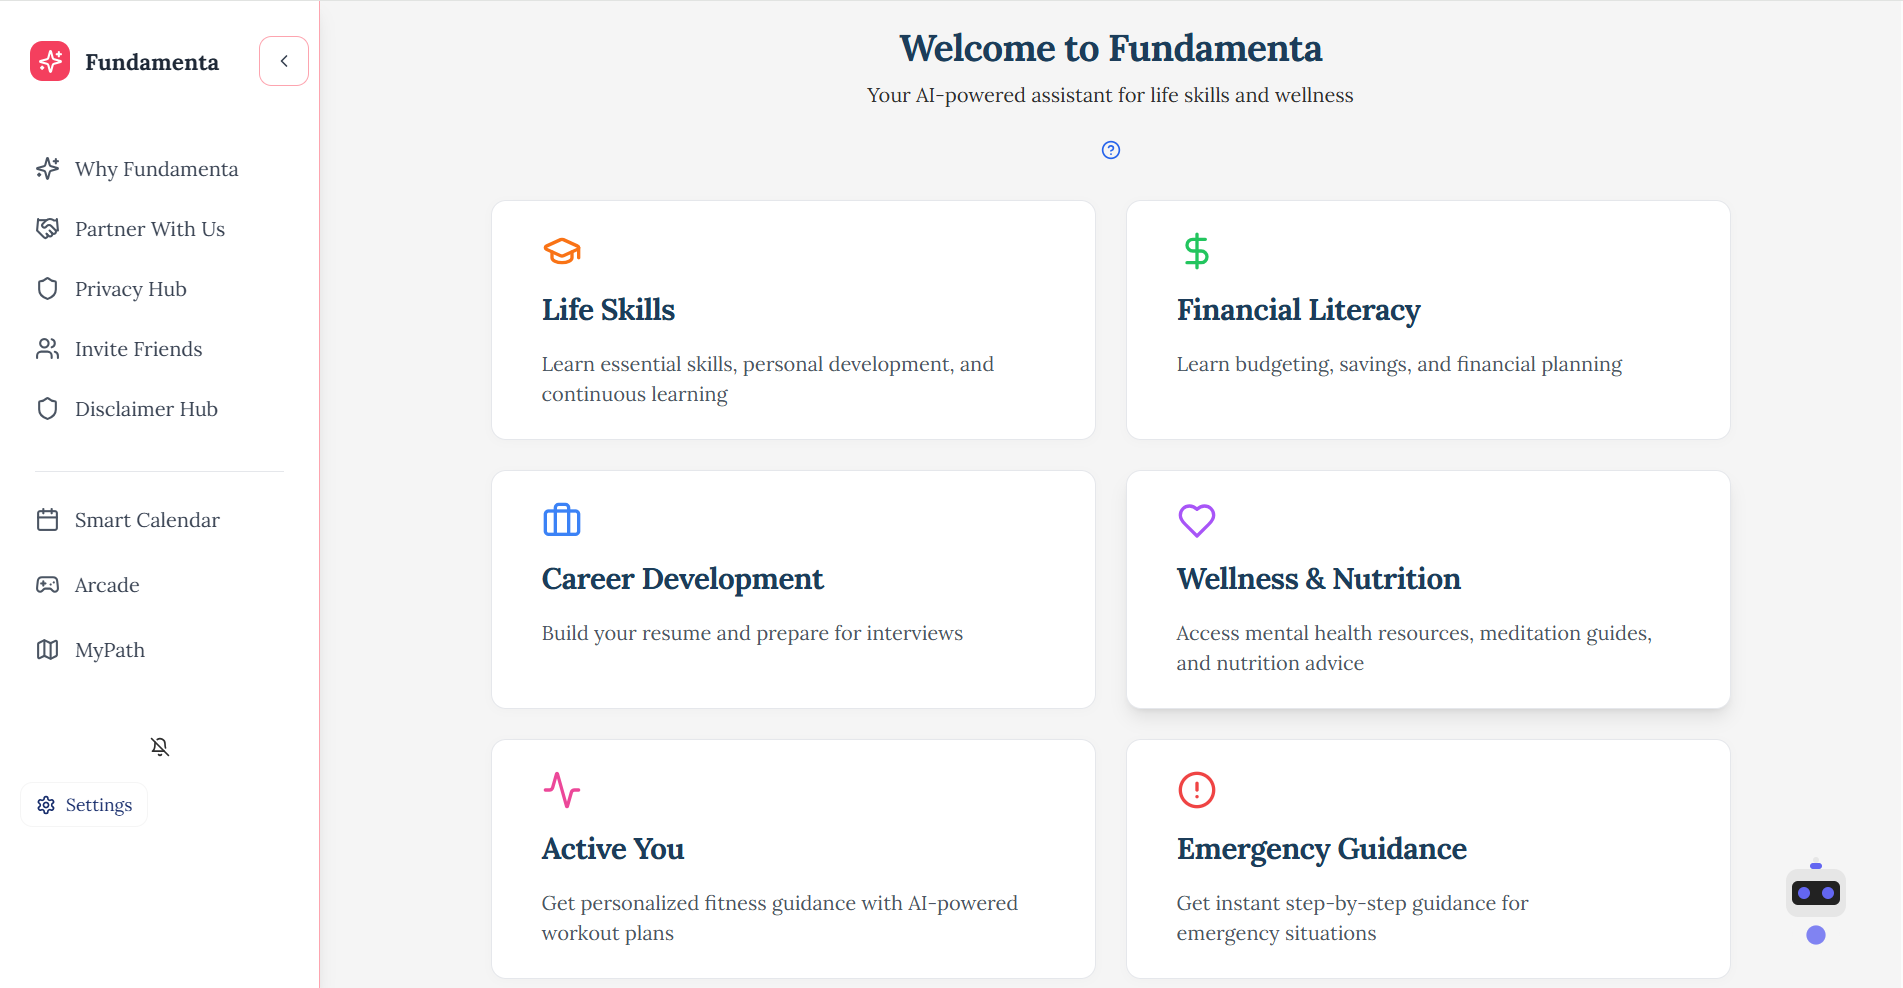 Fundamenta
Why Fundamenta
Partner With Us
Privacy Hub
Invite Friends
Disclaimer Hub
Smart Calendar
Arcade
MyPath
Settings
Welcome to Fundamenta
Your AI-powered assistant for life skills and wellness
Life Skills
Learn essential skills, personal development, and
continuous learning
Financial Literacy
Learn budgeting, savings, and financial planning
Career Development
Build your resume and prepare for interviews
Wellness & Nutrition
Access mental health resources, meditation guides,
and nutrition advice
Active You
Get personalized fitness guidance with AI-powered
workout plans
Emergency Guidance
Get instant step-by-step guidance for
emergency situations